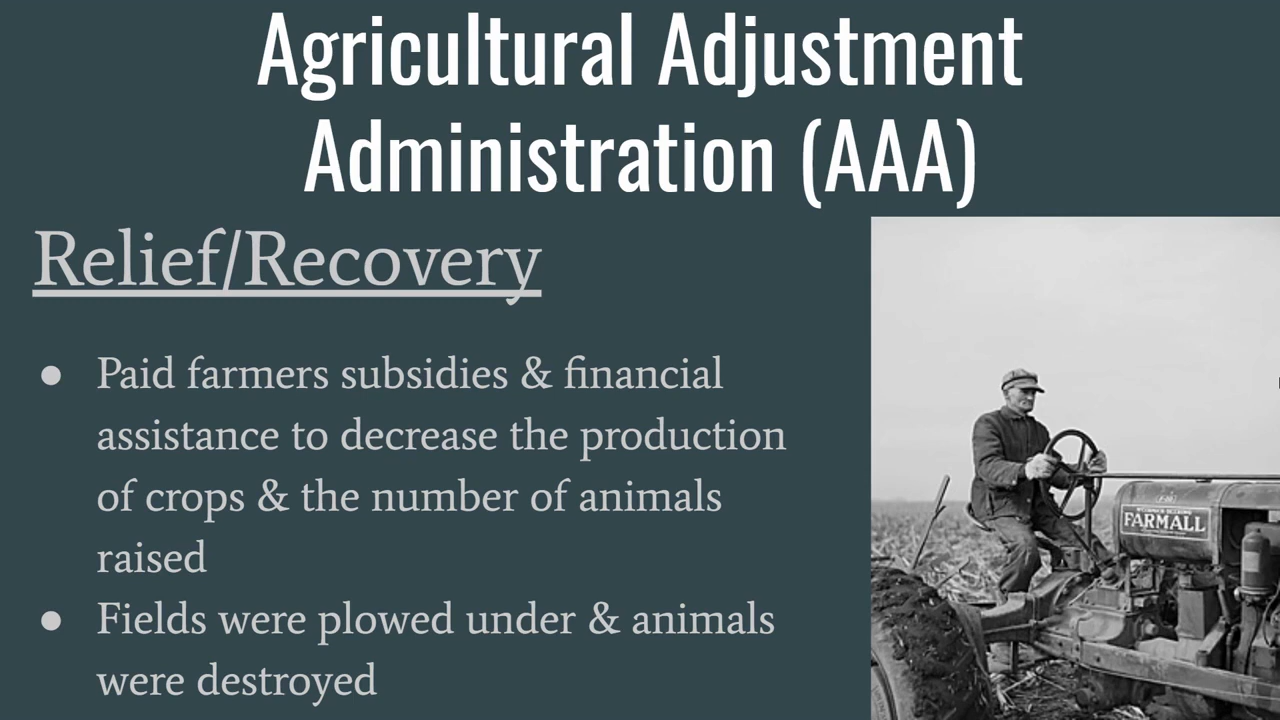 Agricultural Adjustment
Administration (AAA)
Relief/Recovery
● Paid farmers subsidies & financial
assistance to decrease the production
of crops & the number of animals
raised
● Fields were plowed under & animals
were destroyed
FARMALL